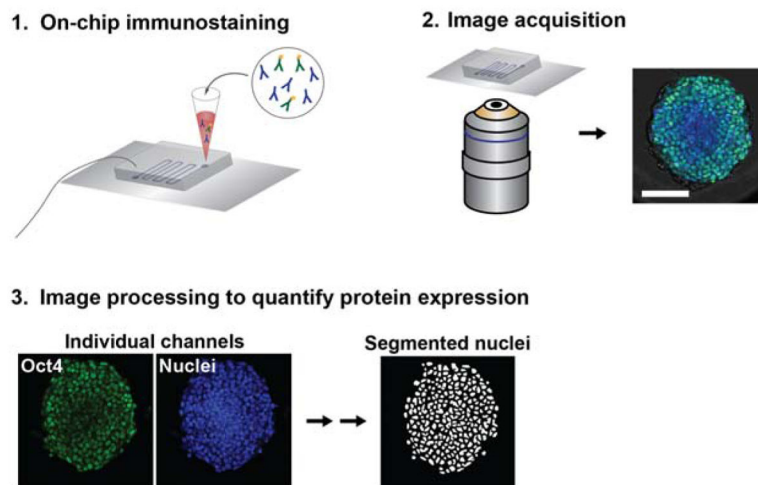 1. On-chip immunostaining
2. Image acquisition
3. Image processing to quantify protein expression
Individual channels
Segmented nuclei
Oct4
Nuclei